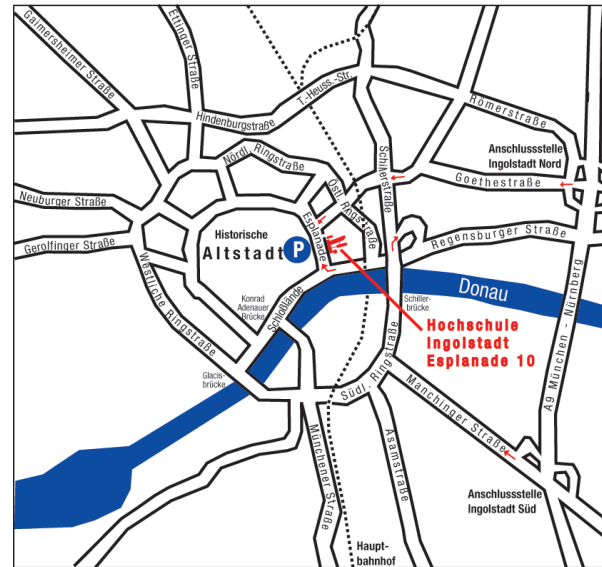 Gaimersheimer Straße
Ettinger Straße
T.-Heuss.-Str.
Hindenburgstraße
Römerstraße
Nördl. Ringstraße
Schillerstraße
Anschlussstelle
Ingolstadt Nord
Goethestraße
Östl. Ringstraße
Neuburger Straße
Gerolfinger Straße
Historische
Altstadt
P
Esplanade
Regensburger Straße
Westliche Ringstraße
Konrad
Adenauer
Brücke
Schloßlände
Schiller-
brücke
Donau
Hochschule
Ingolstadt
Esplanade 10
A9 München - Nürnberg
Glacis-
brücke
Südl. Ringstraße
Manchinger Straße
Münchener Straße
Asamstraße
Anschlussstelle
Ingolstadt Süd
Haupt-
bahnhof